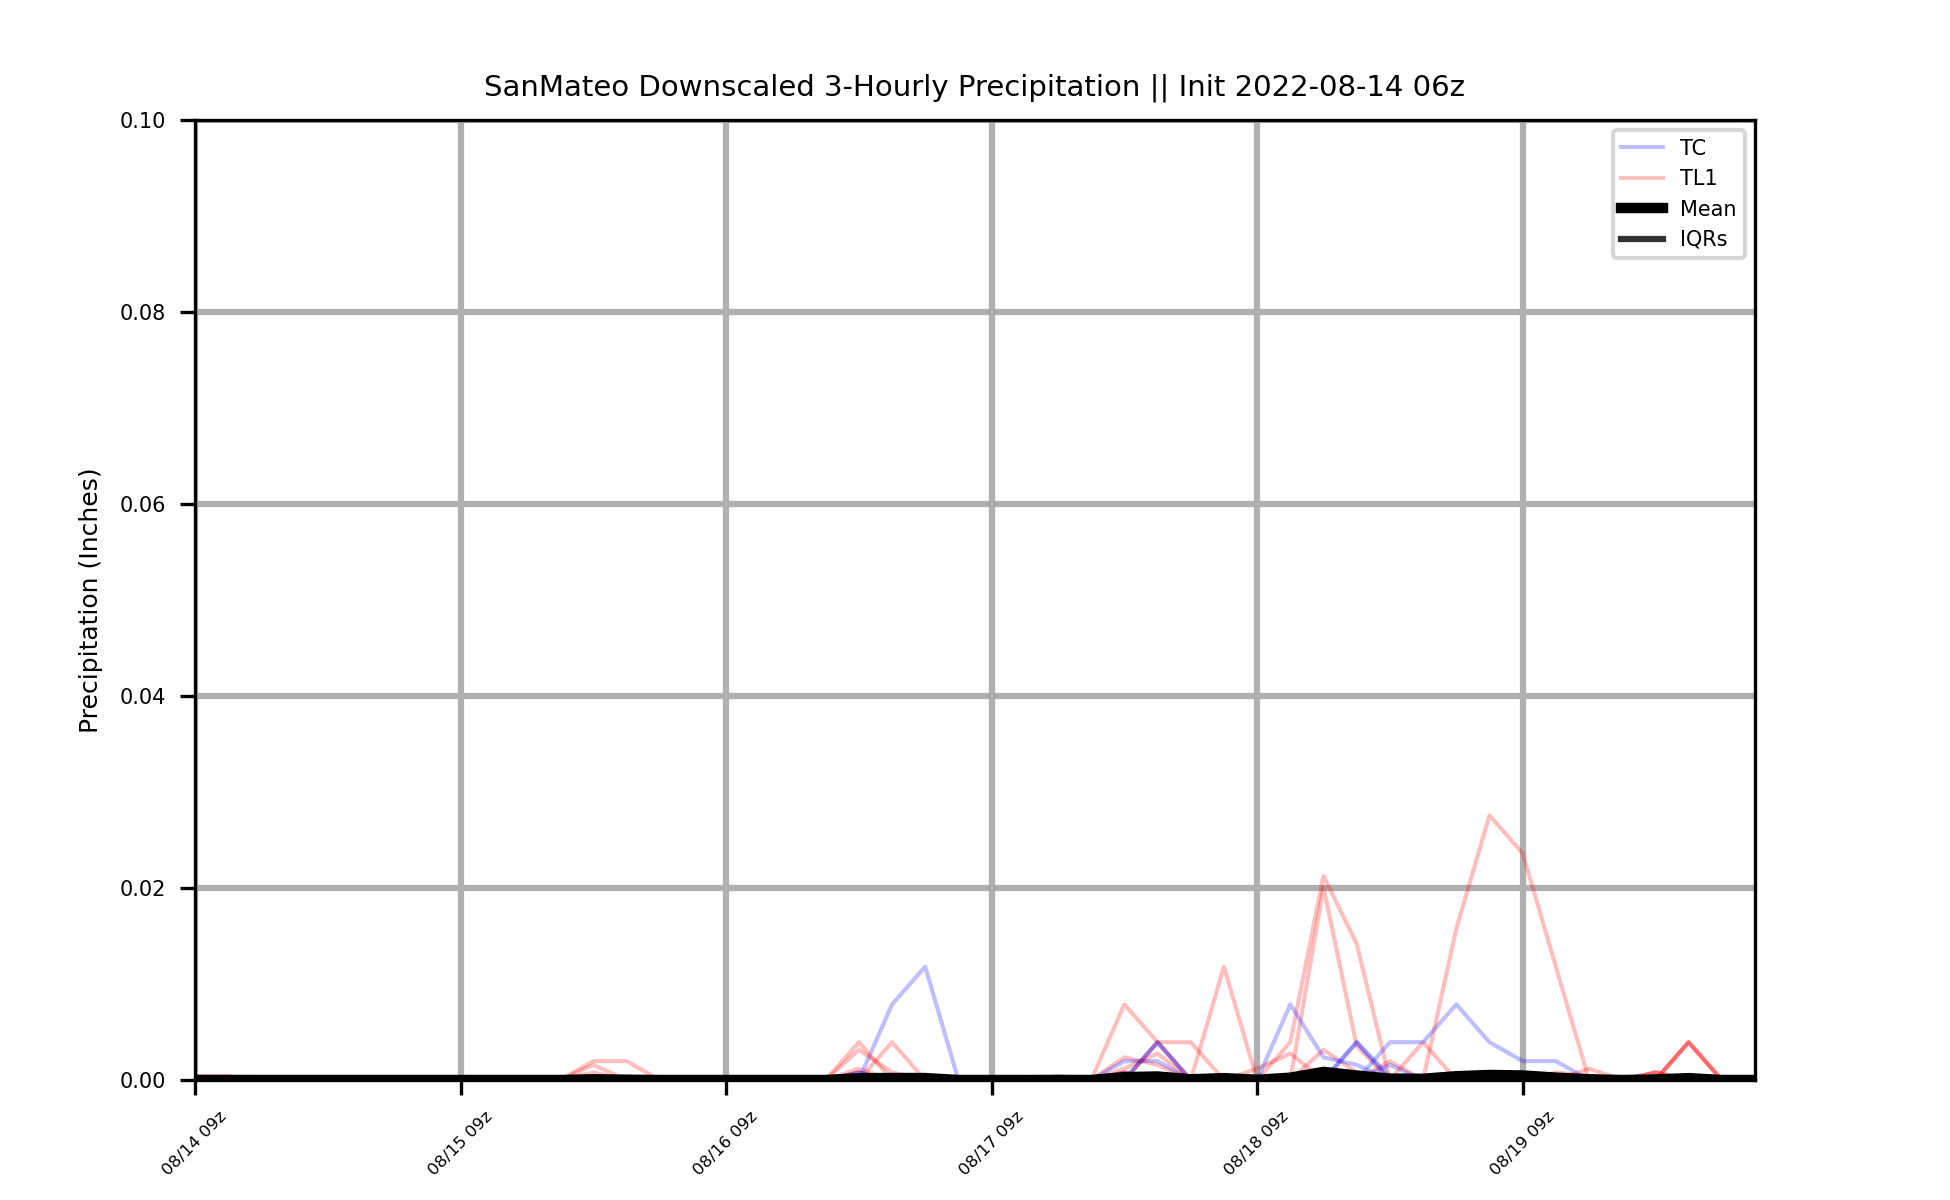 SanMateo Downscaled 3-Hourly Precipitation || Init 2022-08-14 06z
TC
TL1
Mean
IQRs
Precipitation (Inches)
0.10
0.08
0.06
0.04
0.02
0.00
08/14 09z
08/15 09z
08/16 09z
08/17 09z
08/18 09z
08/19 09z